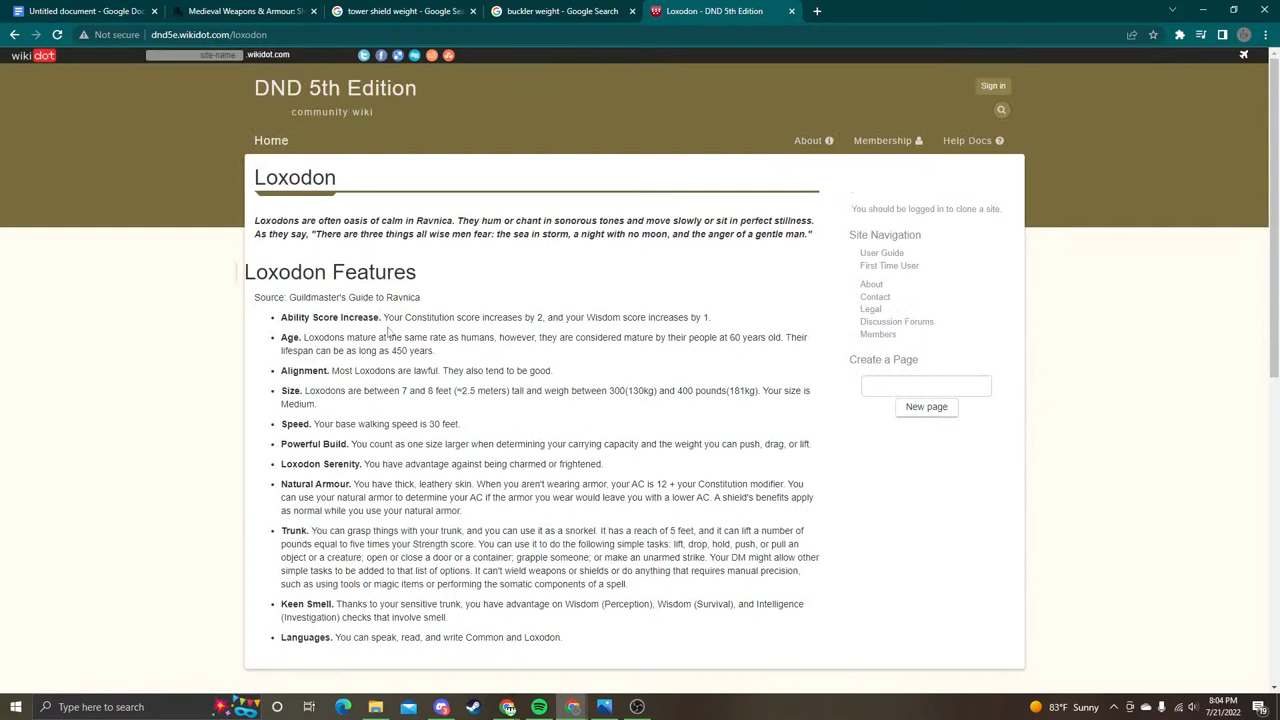 Untitled document - Google Doc
Medieval Weapons & Armour
tower shield weight - Google Sea
buckler weight - Google Search
Loxodon - DND 5th Edition
Not secure
dnd5e.wikidot.com/loxodon
wikidot
site-name
.wikidot.com
DND 5th Edition
community wiki
Sign in
Home
About
Membership
Help Docs
Loxodon
Loxodon are often oasis of calm in Ravnica. They hum or chant in sonorous tones and move slowly or sit in perfect stillness.
As they say, "There are three things all wise men fear: the sea in storm, a night with no moon, and the anger of a gentle man."
Loxodon Features
Source: Guildmaster's Guide to Ravnica
Ability Score Increase. Your Constitution score increases by 2, and your Wisdom score increases by 1.
Age. Loxodons mature at the same rate as humans, however, they are considered mature by their people at 60 years old. Their
lifespan can be as long as 450 years.
Alignment. Most Loxodons are lawful. They also tend to be good.
Size. Loxodons are between 7 and 8 feet (≈2.5 meters) tall and weigh between 300(130kg) and 400 pounds(181kg). Your size is
Medium.
Speed. Your base walking speed is 30 feet.
Powerful Build. You count as one size larger when determining your carrying capacity and the weight you can push, drag, or lift.
Loxodon Serenity. You have advantage against being charmed or frightened.
Natural Armour. You have thick, leathery skin. When you aren't wearing armor, your AC is 12 + your Constitution modifier. You
can use your natural armor to determine your AC if the armor you wear would leave you with a lower AC. A shield's benefits apply
as normal while you use your natural armor.
Trunk. You can grasp things with your trunk, and you can use it as a snorkel. It has a reach of 5 feet, and it can lift a number of
pounds equal to five times your Strength score. You can use it to do the following simple tasks: lift, drop, hold, push, or pull an
object or a creature; open or close a door or a container; grapple someone; or make an unarmed strike. Your DM might allow other
simple tasks to be added to that list of options. It can't wield weapons or shields or do anything that requires manual precision,
such as using tools or magic items or performing the somatic components of a spell.
Keen Smell. Thanks to your sensitive trunk, you have advantage on Wisdom (Perception), Wisdom (Survival), and Intelligence
(Investigation) checks that involve smell.
Languages. You can speak, read, and write Common and Loxodon.
You should be logged in to clone a site.
Site Navigation
User Guide
First Time User
About
Contact
Legal
Discussion Forums
Members
Create a Page
New page
Type here to search
83°F Sunny
8:04 PM
7/21/2022